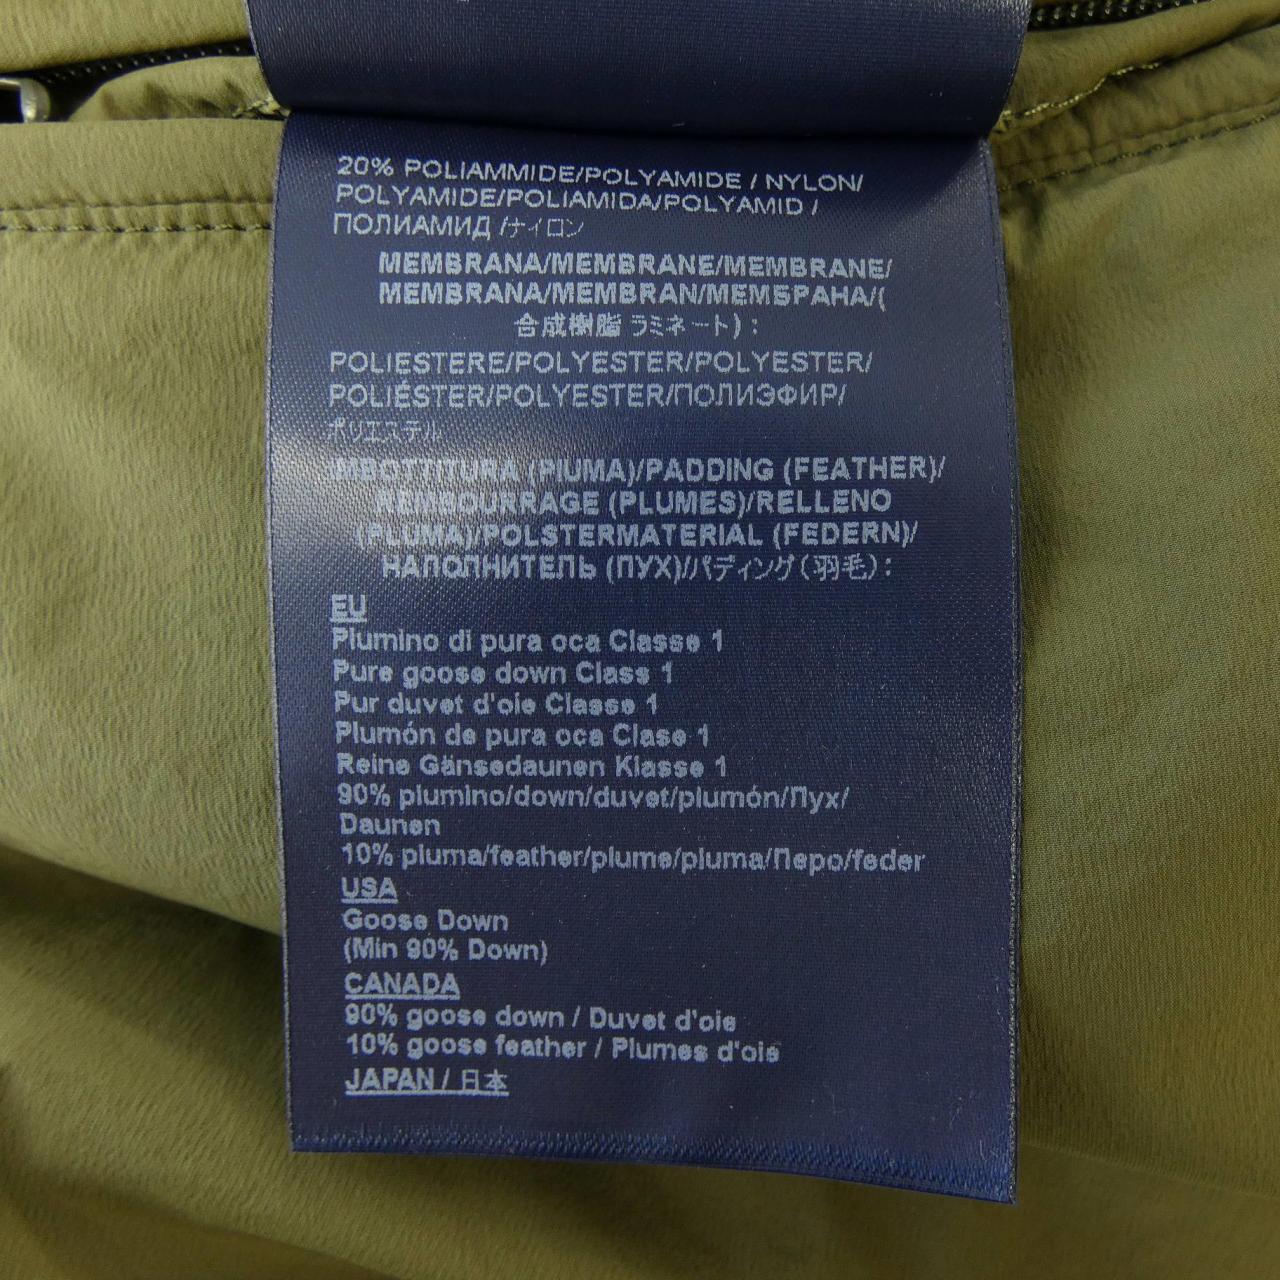 20% POLIAMMIDE/POLYAMIDE / NYLON/
POLYAMIDE/POLIAMIDA/POLYAMID /
ПОЛИАМИД /ナイロン
MEMBRANA/MEMBRANE/MEMBRANE/
MEMBRANA/MEMBRAN/МЕМБРАНА/(
合成樹脂 ラミネート) :
POLIESTERE/POLYESTER/POLYESTER/
POLIÉSTER/POLYESTER/ПОЛИЭФИР/
ポリエステル
IMBOTTITURA (PIUMA)/PADDING (FEATHER)/
REMBOURRAGE (PLUMES)/RELLENO
(PLUMA)/POLSTERMATERIAL (FEDERN)/
НАПОЛНИТЕЛЬ (ПУХ)/パディング(羽毛) :
EU
Piumino di pura oca Classe 1
Pure goose down Class 1
Pur duvet d'oie Classe 1
Plumón de pura oca Clase 1
Reine Gänsedaunen Klasse 1
90% piumino/down/duvet/plumón/Пух/
Daunen
10% piuma/feather/plume/pluma/Перо/feder
USA
Goose Down
(Min 90% Down)
CANADA
90% goose down / Duvet d'oie
10% goose feather / Plumes d'oie
JAPAN / 日本